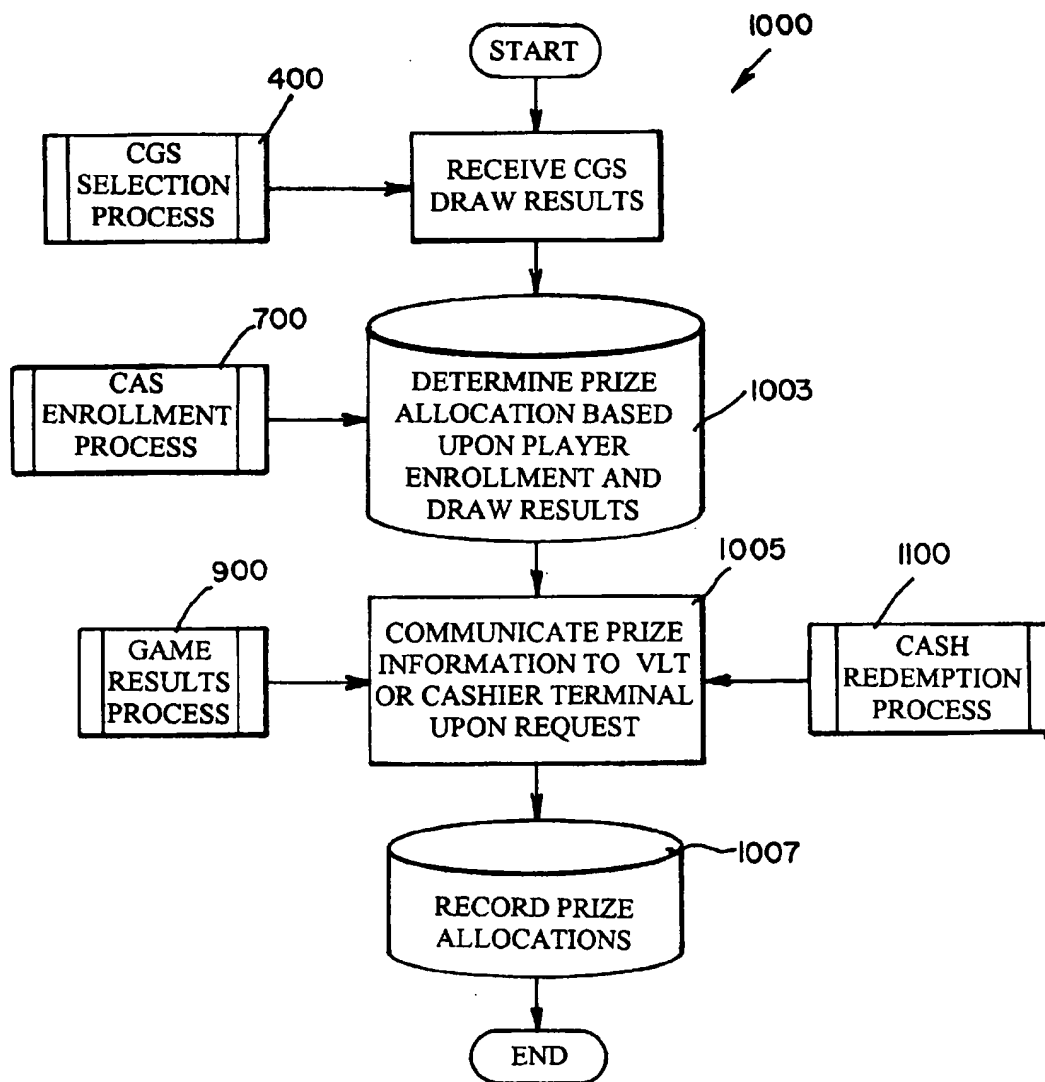 START
1000
400
CGS
SELECTION
PROCESS
RECEIVE CGS
DRAW RESULTS
700
CAS
ENROLLMENT
PROCESS
DETERMINE PRIZE
ALLOCATION BASED
UPON PLAYER
ENROLLMENT AND
DRAW RESULTS
1003
900
GAME
RESULTS
PROCESS
1005
COMMUNICATE PRIZE
INFORMATION TO VLT
OR CASHIER TERMINAL
UPON REQUEST
1100
CASH
REDEMPTION
PROCESS
1007
RECORD PRIZE
ALLOCATIONS
END